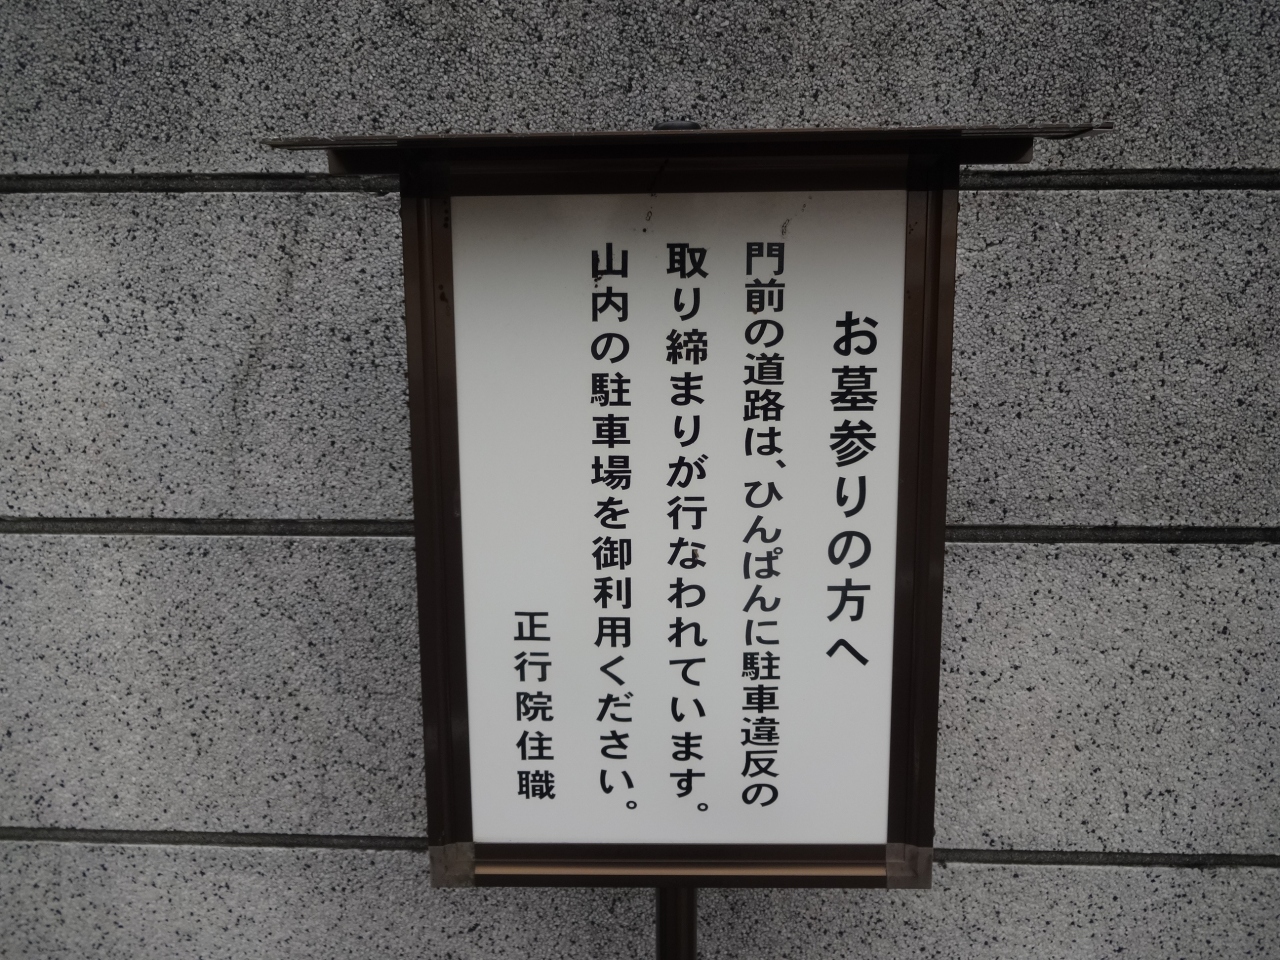 お墓参りの方へ
門前の道路は、ひんぱんに駐車違反の
取り締まりが行なわれています。
山内の駐車場を御利用ください。
正行院住職